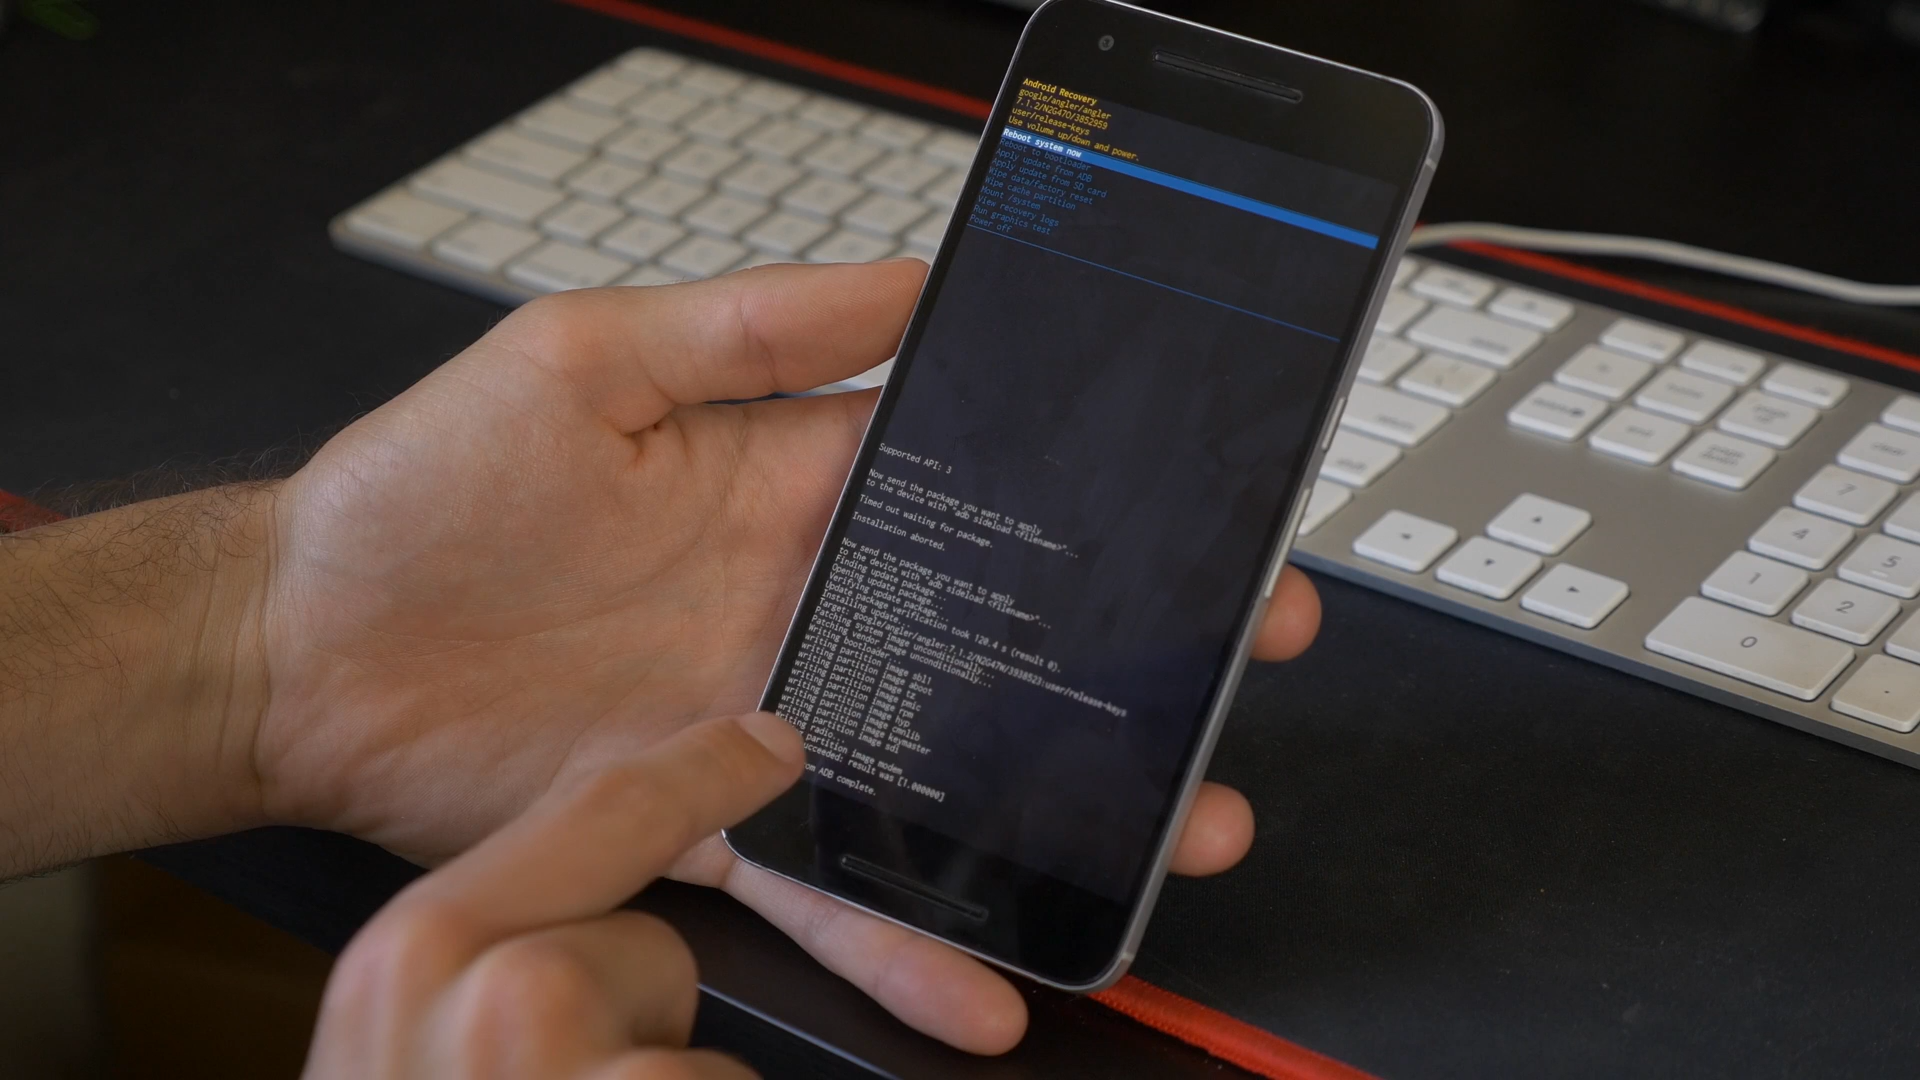 Android Recovery
google/angler/angler
7.1.2/N2G47O/3852959
user/release-keys
Use volume up/down and power.
Reboot system now
Reboot to bootloader
Apply update from ADB
Apply update from SD card
Wipe data/factory reset
Wipe cache partition
Mount /system
View recovery logs
Run graphics test
Power off
Supported API: 3
Now send the package you want to apply
to the device with "adb sideload <filename>"...
Timed out waiting for package.
Installation aborted.
Now send the package you want to apply
to the device with "adb sideload <filename>"...
Finding update package...
Opening update package...
Verifying update package...
Update package verification took 120.4 s (result 0).
Installing update...
Target: google/angler/angler:7.1.2/N2G47W/3938523:user/release-keys
Patching system image unconditionally...
Patching vendor image unconditionally...
Writing bootloader...
writing partition image sbl1
writing partition image aboot
writing partition image tz
writing partition image pmic
writing partition image rpm
writing partition image hyp
writing partition image cmnlib
writing partition image keymaster
writing partition image sdi
Writing radio...
partition image modem
ucceeded: result was [1.000000]
om ADB complete.
7
4
5
1
2
0